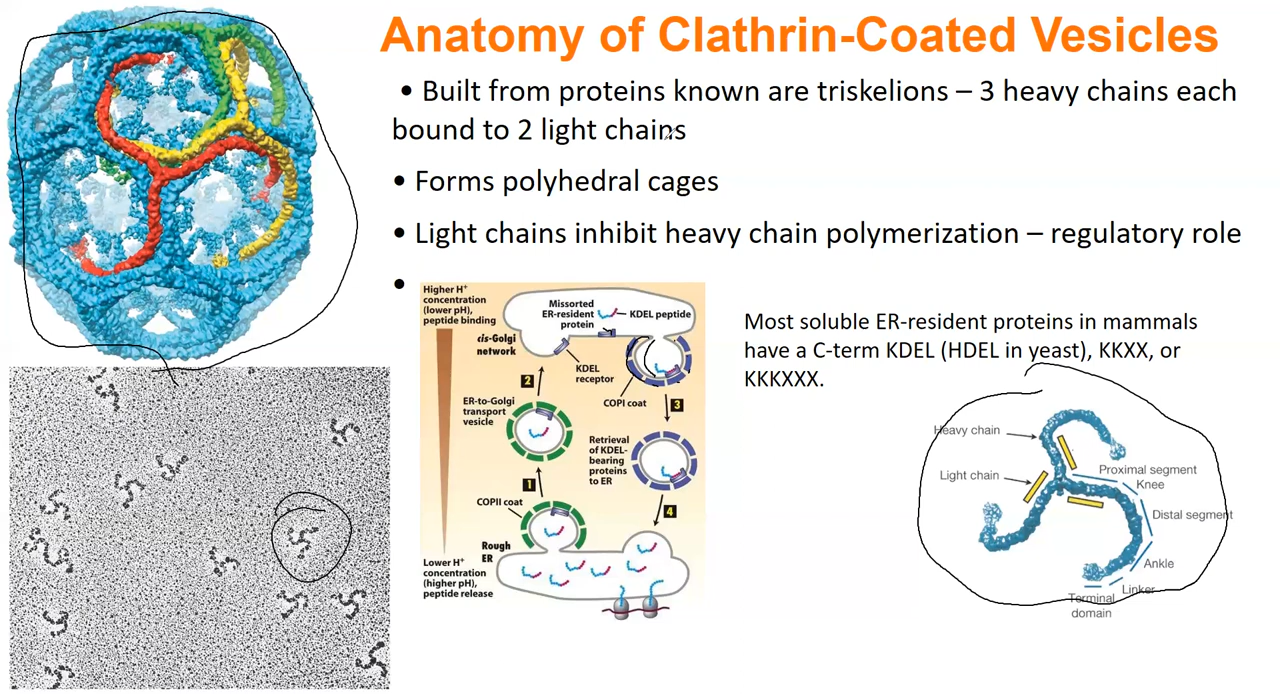 Anatomy of Clathrin-Coated Vesicles
• Built from proteins known are triskelions – 3 heavy chains each
bound to 2 light chains
• Forms polyhedral cages
• Light chains inhibit heavy chain polymerization – regulatory role
•
Higher H⁺
concentration
(lower pH),
peptide binding
Missorted
ER-resident
protein
KDEL peptide
cis-Golgi
network
KDEL
receptor
COPI coat
2
3
ER-to-Golgi
transport
vesicle
Retrieval
of KDEL-
bearing
proteins
to ER
1
4
COPII coat
Rough
ER
Lower H⁺
concentration
(higher pH),
peptide release
Most soluble ER-resident proteins in mammals
have a C-term KDEL (HDEL in yeast), KKXX, or
KKKXXX.
Heavy chain
Light chain
Proximal segment
Knee
Distal segment
Ankle
Linker
Terminal
domain